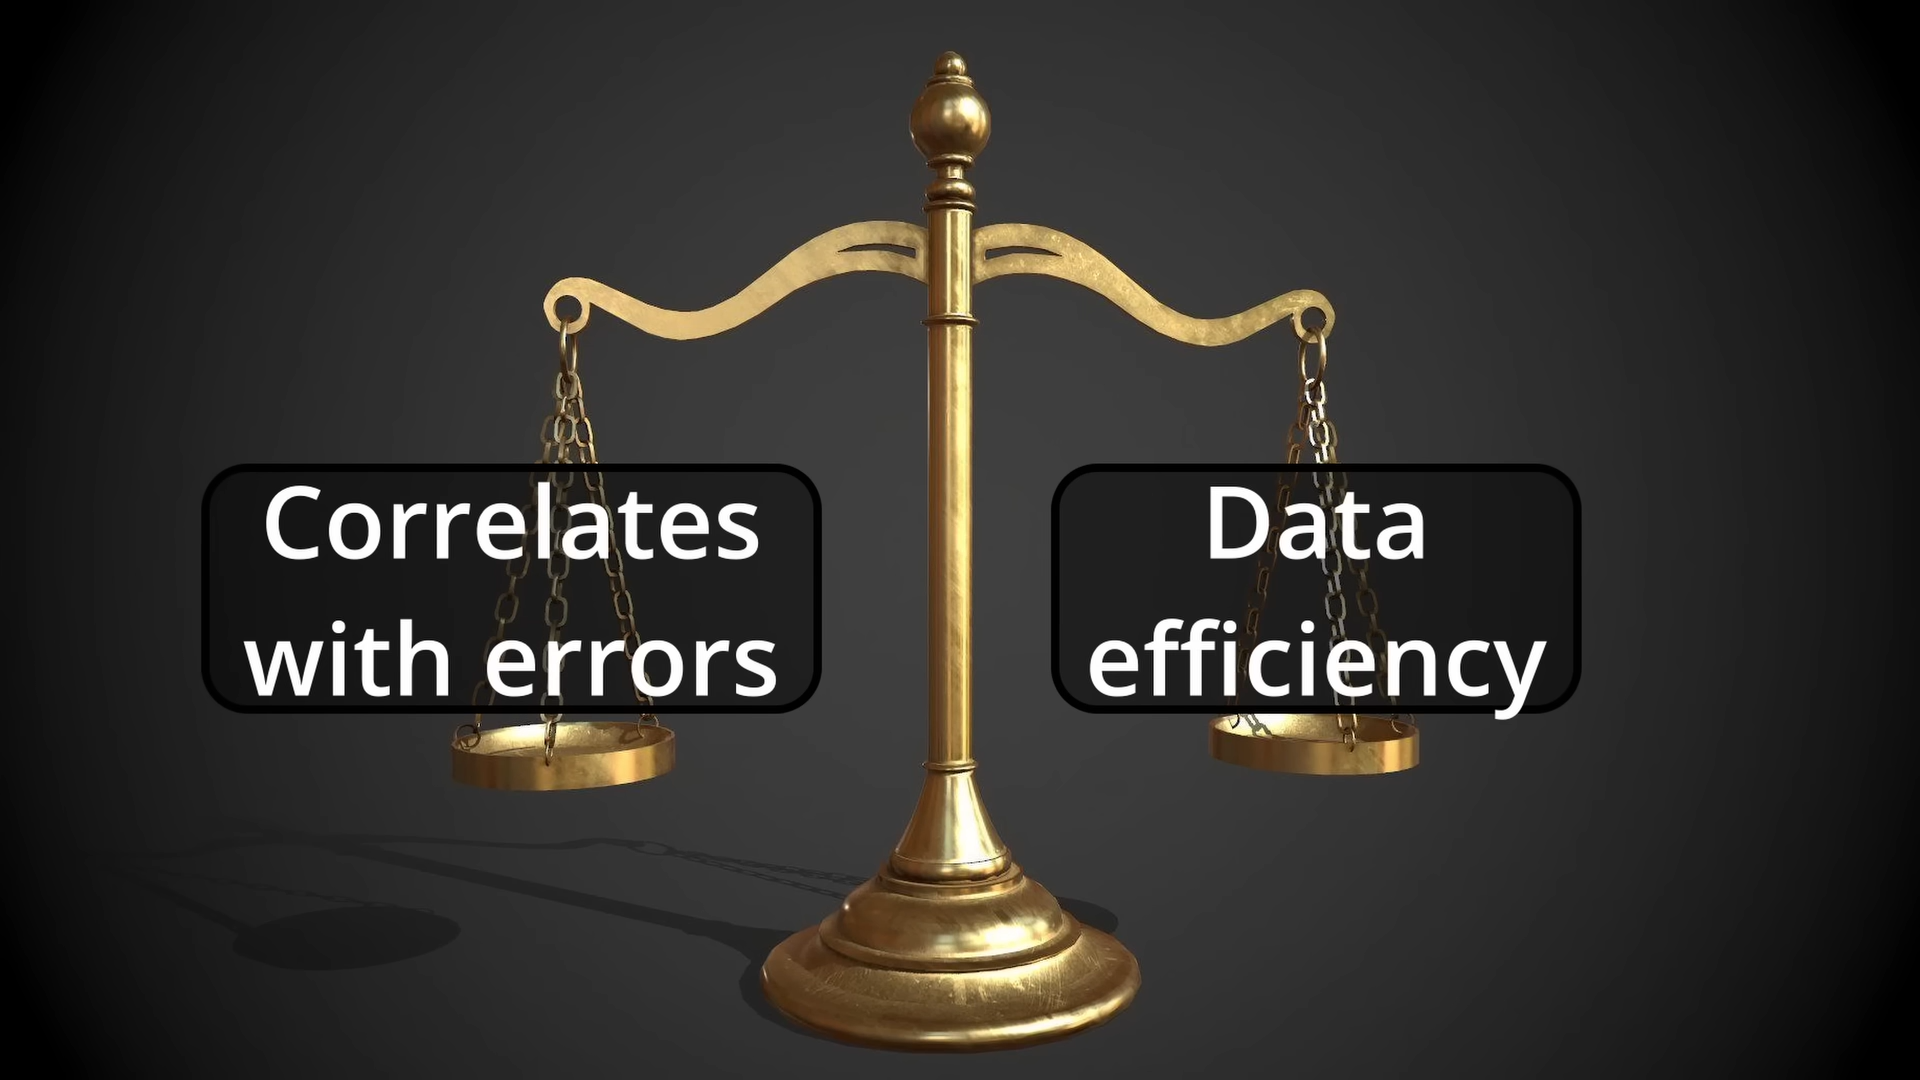 Correlates
with errors
Data
efficiency